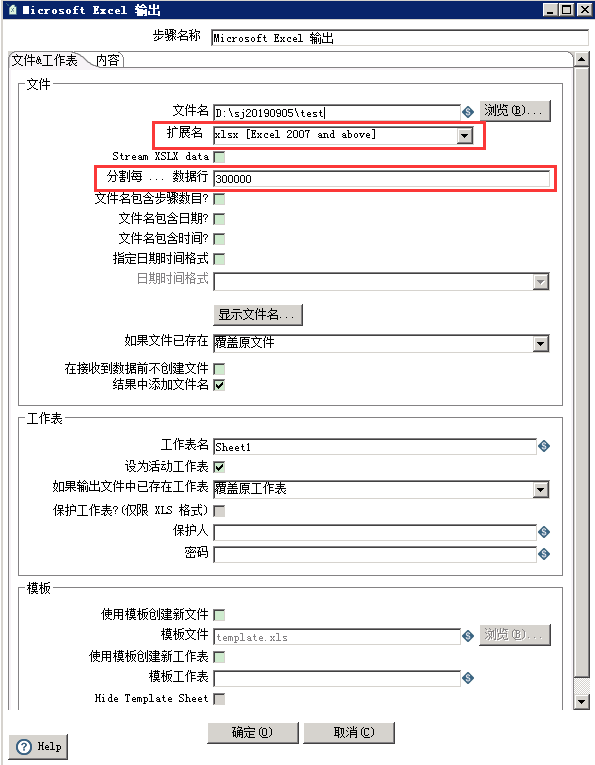 Microsoft Excel 输出
步骤名称 Microsoft Excel 输出
文件&工作表 内容
文件
文件名 D:\sj20190905\test 浏览(B)...
扩展名 xlsx [Excel 2007 and above]
Stream XSLX data
分割每 ... 数据行 300000
文件名包含步骤数目?
文件名包含日期?
文件名包含时间?
指定日期时间格式
日期时间格式
显示文件名...
如果文件已存在 覆盖原文件
在接收到数据前不创建文件
结果中添加文件名
工作表
工作表名 Sheet1
设为活动工作表
如果输出文件中已存在工作表 覆盖原工作表
保护工作表?(仅限 XLS 格式)
保护人
密码
模板
使用模板创建新文件
模板文件 template.xls 浏览(B)...
使用模板创建新工作表
模板工作表
Hide Template Sheet
确定(O) 取消(C)
Help